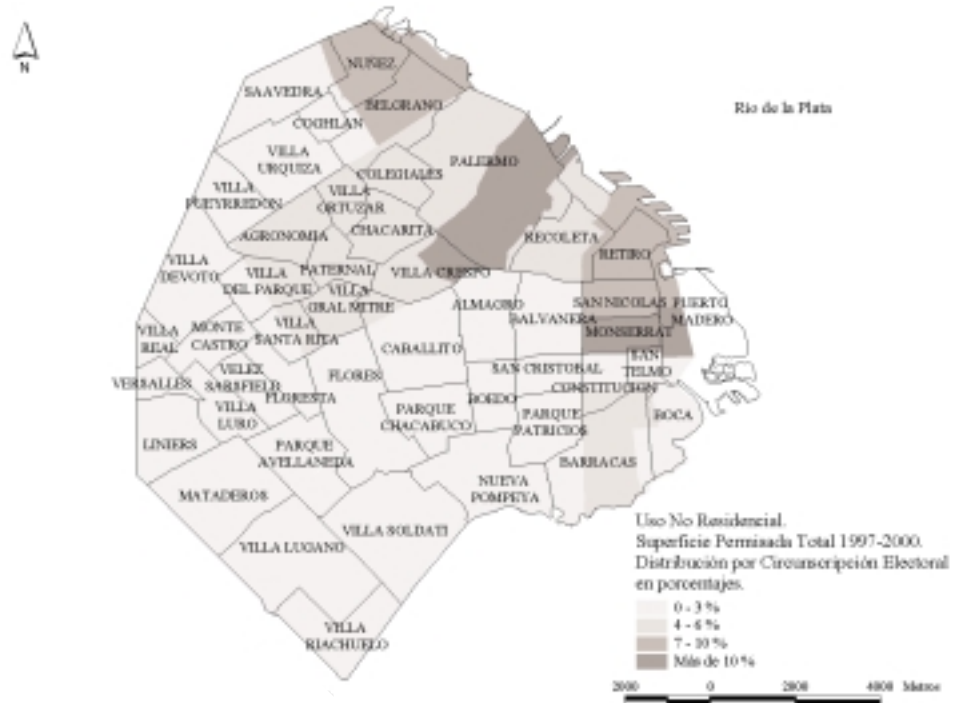 N
NUÑEZ
SAAVEDRA
BELGRANO
Río de la Plata
COGHLAN
VILLA
URQUIZA
PALERMO
COLEGIALES
VILLA
PUEYRREDON
VILLA
ORTUZAR
AGRONOMIA
CHACARITA
RECOLETA
RETIRO
VILLA
DEVOTO
VILLA
DEL PARQUE
PATERNAL
VILLA CRESPO
VILLA
GRAL MITRE
ALMAGRO
BALVANERA
SAN NICOLAS
PUERTO
MADERO
MONSERRAT
VILLA
REAL
MONTE
CASTRO
VILLA
SANTA RITA
CABALLITO
SAN
TELMO
VERSALLES
VELEZ
SARSFIELD
FLORES
FLORESTA
SAN CRISTOBAL
CONSTITUCION
BOEDO
VILLA
LURO
PARQUE
CHACABUCO
PARQUE
PATRICIOS
BOCA
LINIERS
PARQUE
AVELLANEDA
BARRACAS
MATADEROS
NUEVA
POMPEYA
VILLA SOLDATI
VILLA LUGANO
VILLA
RIACHUELO
Uso No Residencial.
Superficie Permisada Total 1997-2000.
Distribución por Circunscripción Electoral
en porcentajes.
0 - 3 %
4 - 6 %
7 - 10 %
Más de 10 %
2000 0 2000 4000 Metros